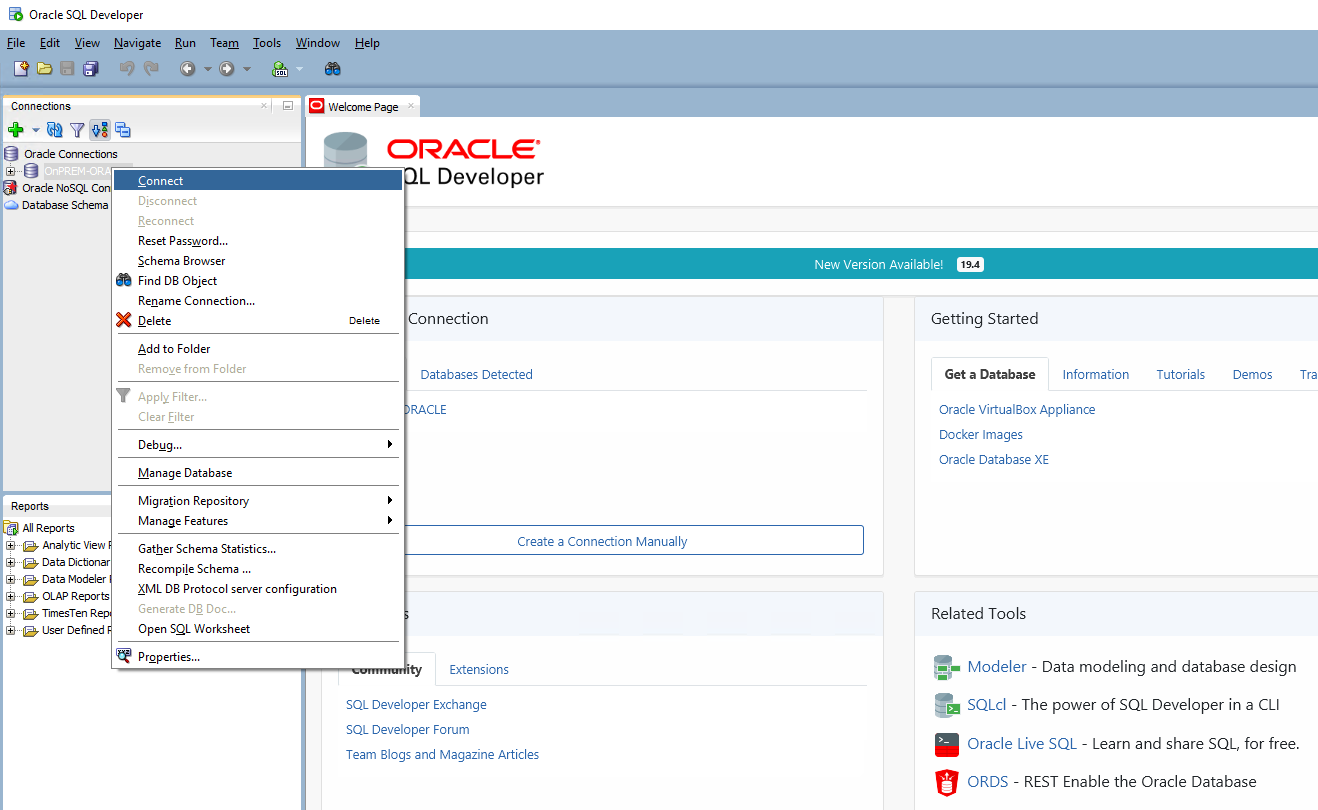 Oracle SQL Developer
File Edit View Navigate Run Team Tools Window Help
SQL
Connections
Oracle Connections
OnPREM-ORA
Oracle NoSQL Con
Database Schema
Connect
Disconnect
Reconnect
Reset Password...
Schema Browser
Find DB Object
Rename Connection...
Delete Delete
Add to Folder
Remove from Folder
Apply Filter...
Clear Filter
Debug...
Manage Database
Migration Repository
Manage Features
Gather Schema Statistics...
Recompile Schema ...
XML DB Protocol server configuration
Generate DB Doc...
Open SQL Worksheet
Properties...
Reports
All Reports
Analytic View R
Data Dictionar
Data Modeler
OLAP Reports
TimesTen Repo
User Defined R
Welcome Page
ORACLE
QL Developer
New Version Available! 19.4
Connection
Databases Detected
ORACLE
Create a Connection Manually
Getting Started
Get a Database Information Tutorials Demos Tra
Oracle VirtualBox Appliance
Docker Images
Oracle Database XE
s
Community Extensions
SQL Developer Exchange
SQL Developer Forum
Team Blogs and Magazine Articles
Related Tools
Modeler - Data modeling and database design
SQLcl - The power of SQL Developer in a CLI
Oracle Live SQL - Learn and share SQL, for free.
ORDS - REST Enable the Oracle Database